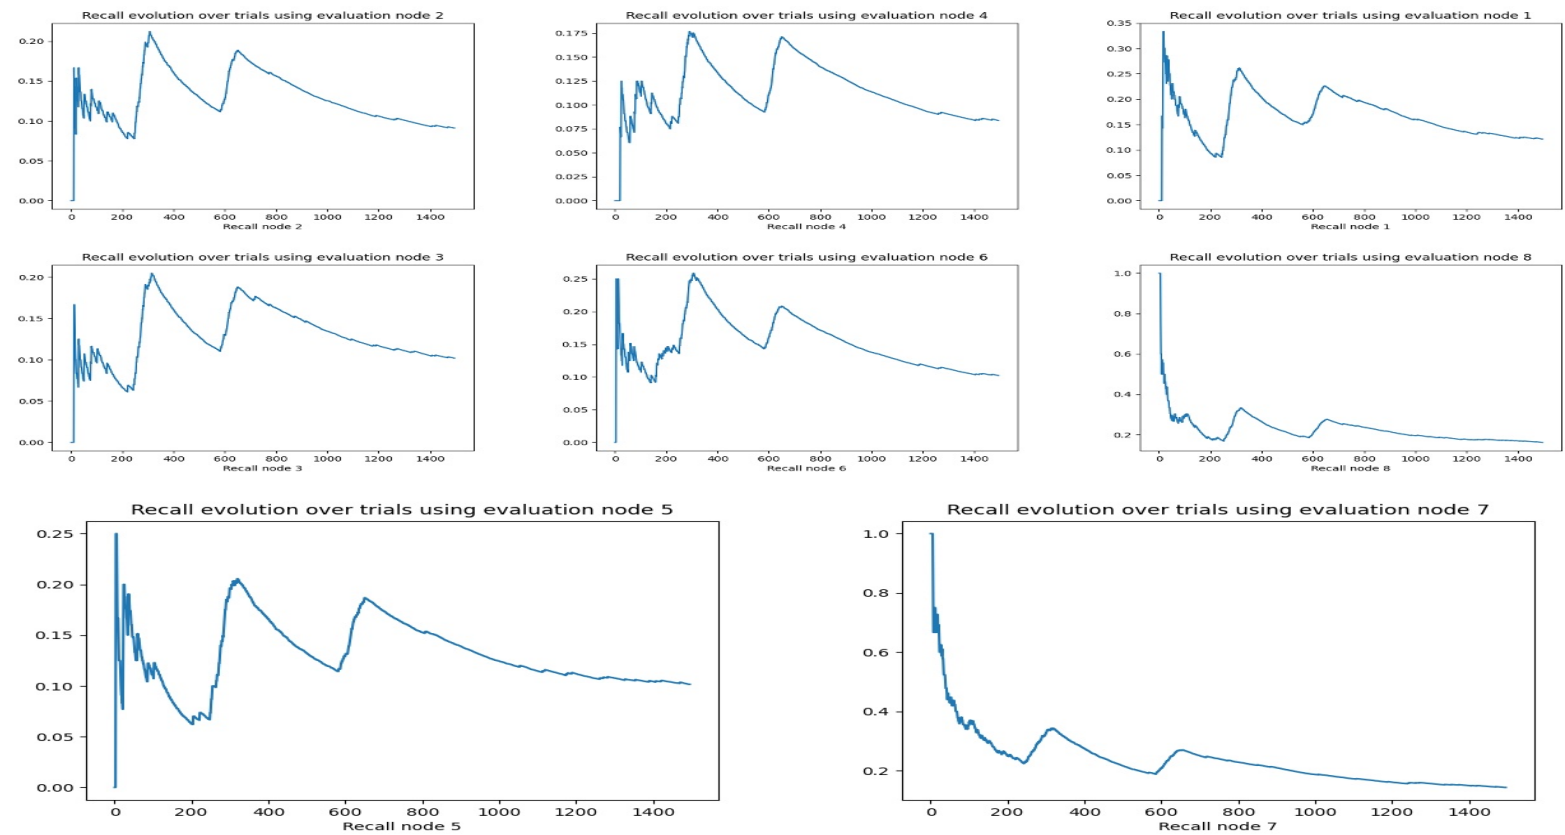 Recall evolution over trials using evaluation node 2
0.20
0.15
0.10
0.05
0.00
0 200 400 600 800 1000 1200 1400
Recall node 2
Recall evolution over trials using evaluation node 4
0.175
0.150
0.125
0.100
0.075
0.050
0.025
0.000
0 200 400 600 800 1000 1200 1400
Recall node 4
Recall evolution over trials using evaluation node 1
0.35
0.30
0.25
0.20
0.15
0.10
0.05
0.00
0 200 400 600 800 1000 1200 1400
Recall node 1
Recall evolution over trials using evaluation node 3
0.20
0.15
0.10
0.05
0.00
0 200 400 600 800 1000 1200 1400
Recall node 3
Recall evolution over trials using evaluation node 6
0.25
0.20
0.15
0.10
0.05
0.00
0 200 400 600 800 1000 1200 1400
Recall node 6
Recall evolution over trials using evaluation node 8
1.0
0.8
0.6
0.4
0.2
0 200 400 600 800 1000 1200 1400
Recall node 8
Recall evolution over trials using evaluation node 5
0.25
0.20
0.15
0.10
0.05
0.00
0 200 400 600 800 1000 1200 1400
Recall node 5
Recall evolution over trials using evaluation node 7
1.0
0.8
0.6
0.4
0.2
0 200 400 600 800 1000 1200 1400
Recall node 7